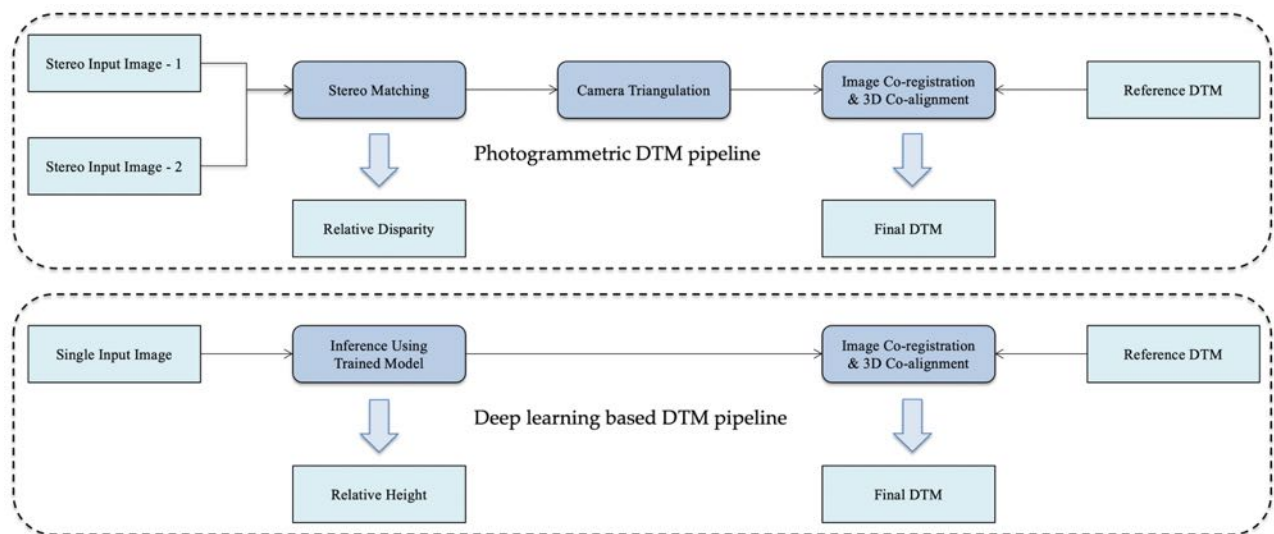 Stereo Input Image - 1
Stereo Matching
Camera Triangulation
Image Co-registration
& 3D Co-alignment
Reference DTM
Stereo Input Image - 2
Photogrammetric DTM pipeline
Relative Disparity
Final DTM
Single Input Image
Inference Using
Trained Model
Image Co-registration
& 3D Co-alignment
Reference DTM
Deep learning based DTM pipeline
Relative Height
Final DTM